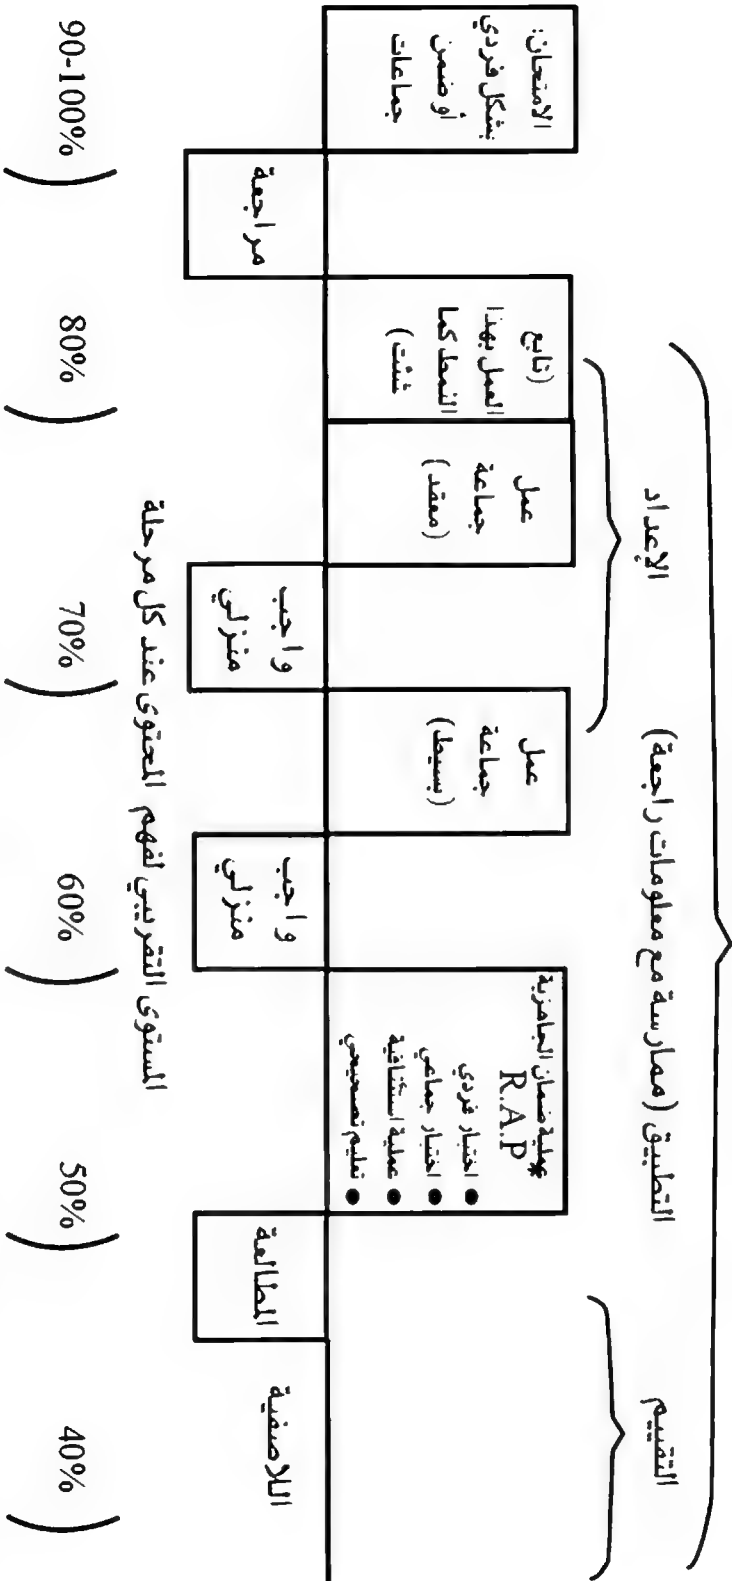 الإعداد
التطبيق (ممارسة مع معلومات راجعة)
التقييم
الامتحان:
بشكل فردي
أو ضمن
جماعات
(تابع
العمل بهذا
النمط كما
شئت)
عمل
جماعة
(معقد)
عمل
جماعة
(بسيط)
*عملية ضمان الجاهزية
R.A.P
● اختبار فردي
● اختبار جماعي
● عملية استئنافية
● تعليم تصحيحي
مراجعة
واجب
منزلي
واجب
منزلي
المطالعة
اللاصفية
المستوى التقريبي لفهم المحتوى عند كل مرحلة
90-100%
80%
70%
60%
50%
40%